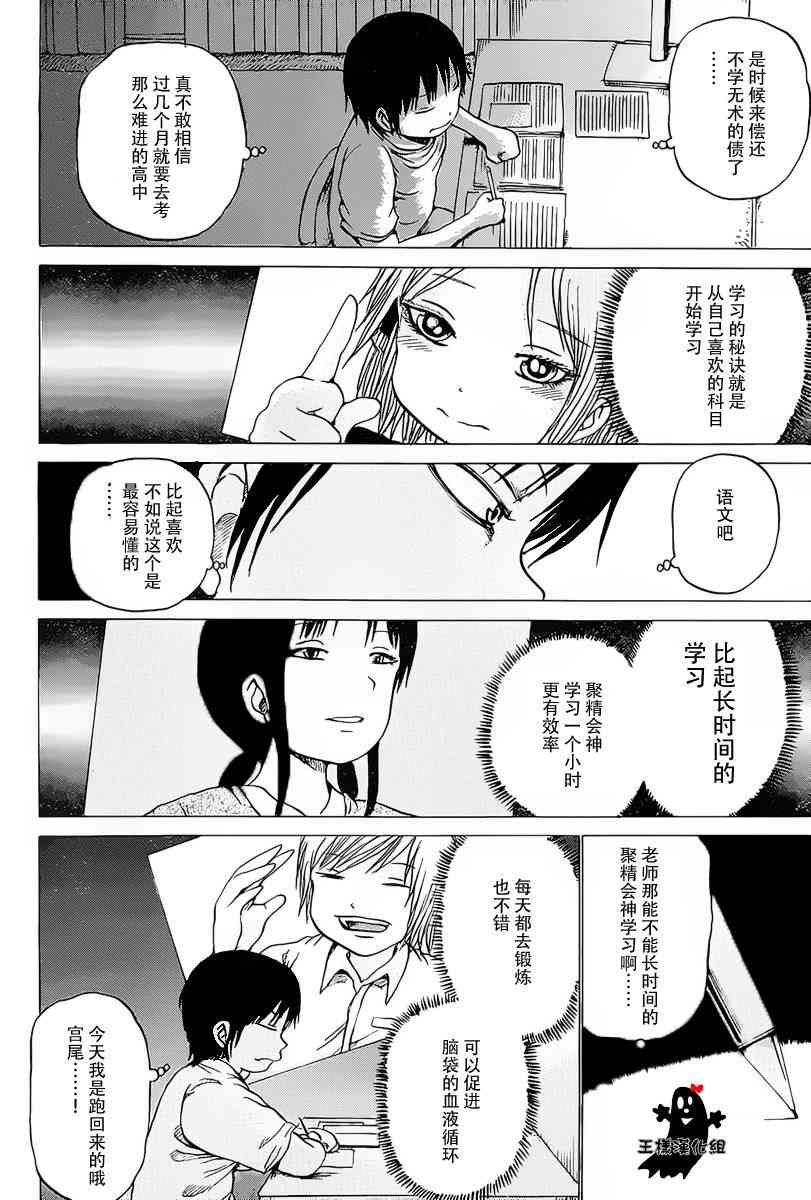 是时候来偿还
不学无术的债了
……
真不敢相信
过几个月就要去考
那么难进的高中
学习的秘诀就是
从自己喜欢的科目
开始学习
语文吧
比起喜欢
不如说这个是
最容易懂的
……
比起长时间的
学习
聚精会神
学习一个小时
更有效率
老师那能不能长时间的
聚精会神学习啊……
每天都去锻炼
也不错
可以促进
脑袋的血液循环
今天我是跑回来的哦
宫尾……！
王様漢化组